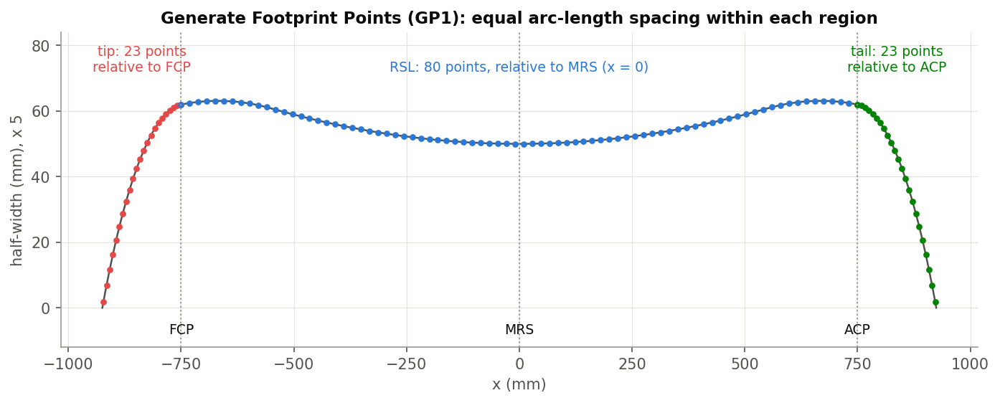 Generate Footprint Points (GP1): equal arc-length spacing within each region
tip: 23 points
relative to FCP
RSL: 80 points, relative to MRS (x = 0)
tail: 23 points
relative to ACP
half-width (mm), x 5
80
60
40
20
0
FCP
MRS
ACP
−1000
−750
−500
−250
0
250
500
750
1000
x (mm)